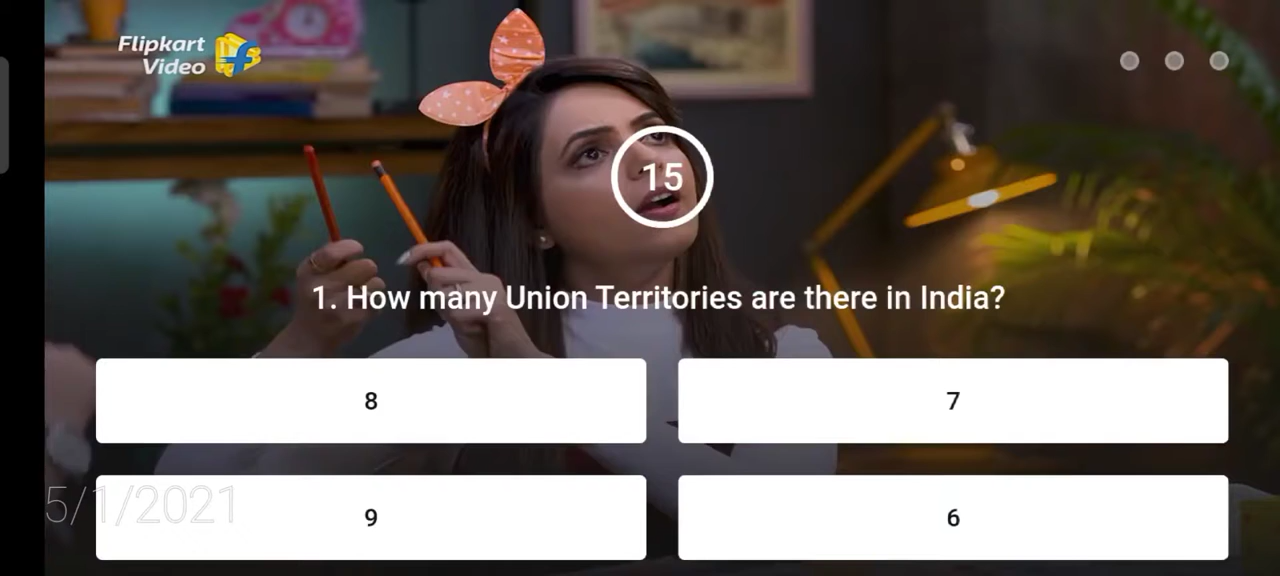 Flipkart
Video
15
1. How many Union Territories are there in India?
8
7
9
6
5/1/2021